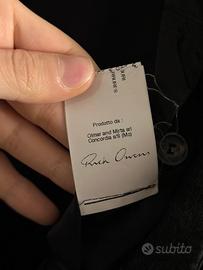 Prodotto da :
Olmar and Mirta srl
Concordia s/S (Mo)
Rick Owens
subito